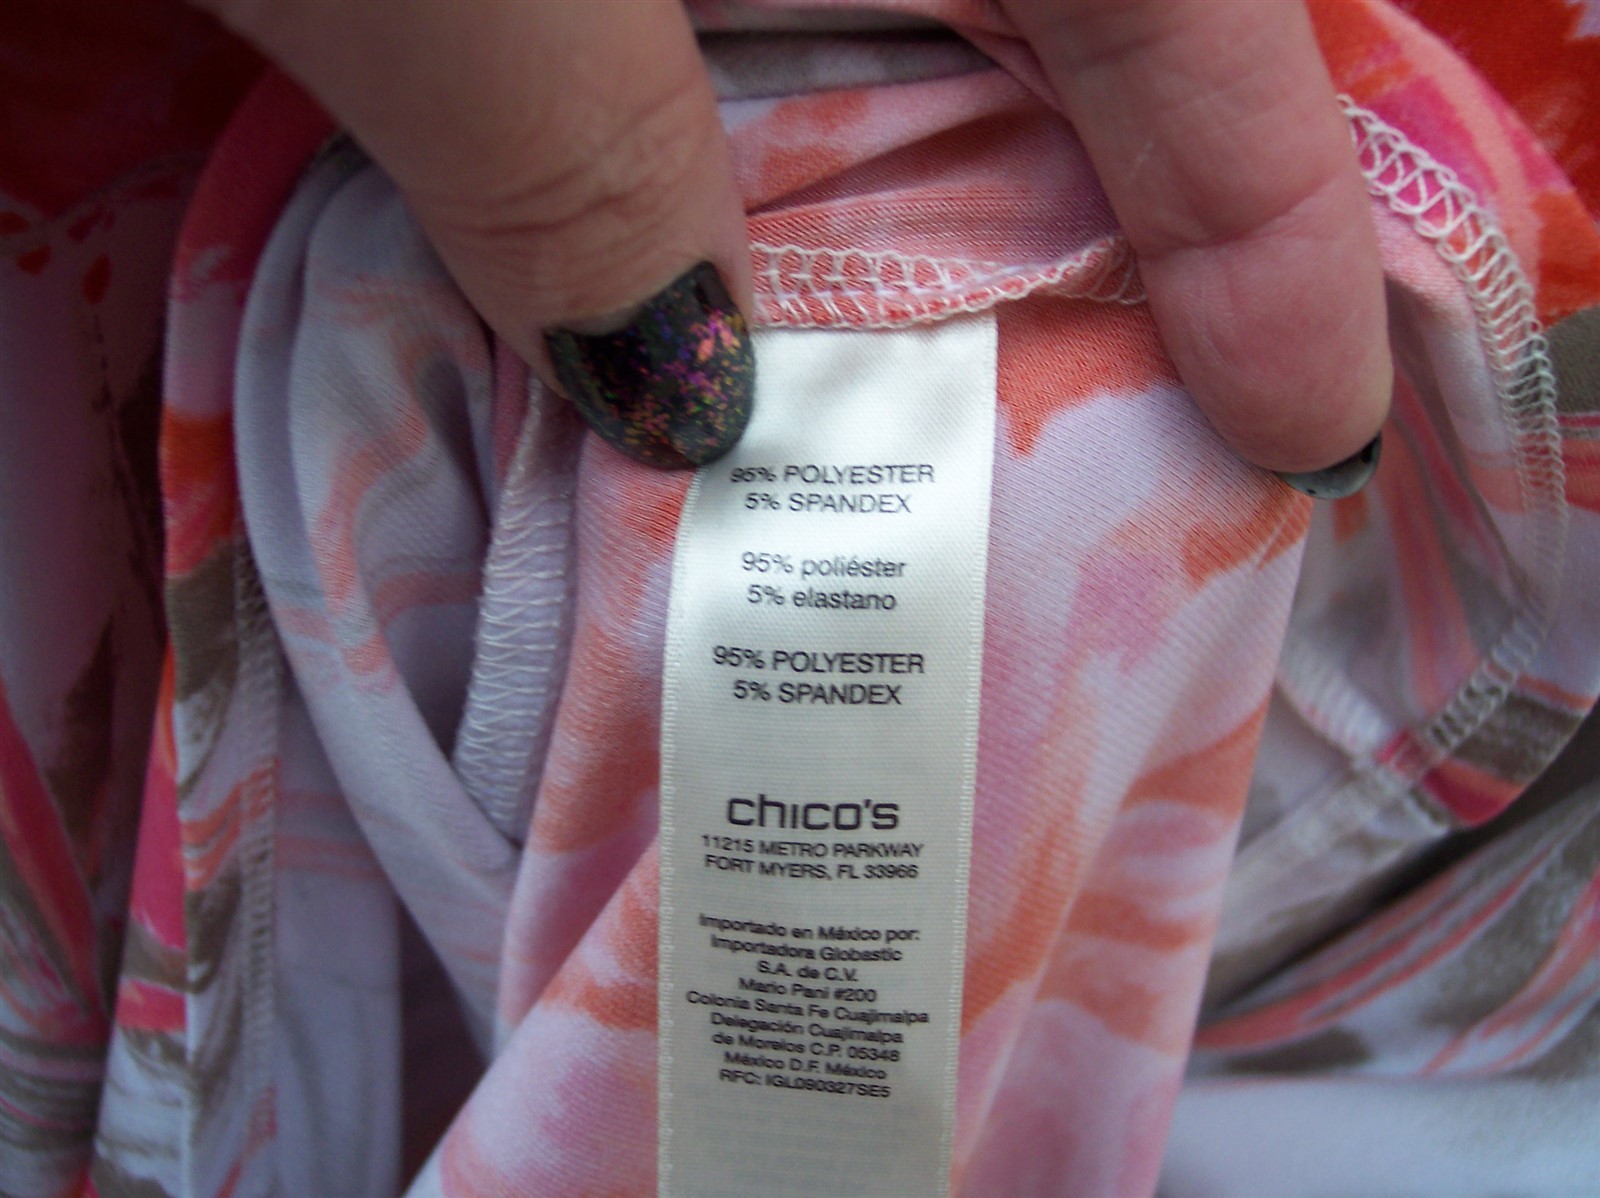 95% POLYESTER
5% SPANDEX
95% poliéster
5% elastano
95% POLYESTER
5% SPANDEX
chico's
11215 METRO PARKWAY
FORT MYERS, FL 33966
Importado en México por:
Importadora Globastic
S.A. de C.V.
Mario Pani #200
Colonia Santa Fe Cuajimalpa
Delegación Cuajimalpa
de Morelos C.P. 05348
México D.F. México
RFC: IGL090327SE5